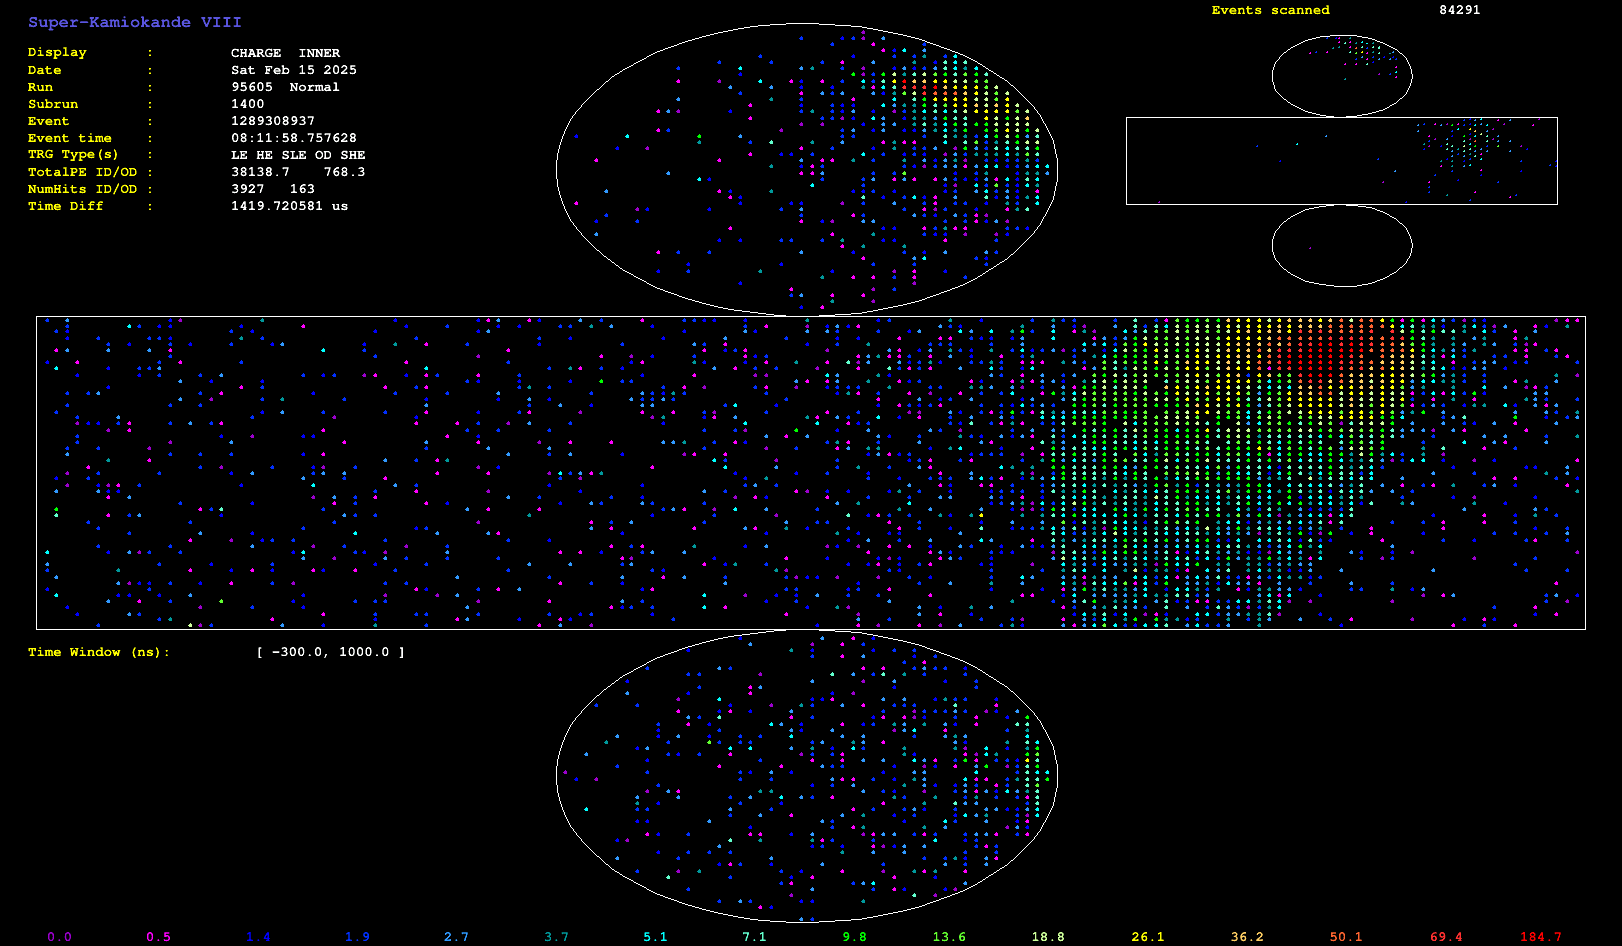 Super-Kamiokande VIII
Events scanned 84291
Display : CHARGE INNER
Date : Sat Feb 15 2025
Run : 95605 Normal
Subrun : 1400
Event : 1289308937
Event time : 08:11:58.757628
TRG Type(s) : LE HE SLE OD SHE
TotalPE ID/OD : 38138.7 768.3
NumHits ID/OD : 3927 163
Time Diff : 1419.720581 us
Time Window (ns): [ -300.0, 1000.0 ]
0.0 0.5 1.4 1.9 2.7 3.7 5.1 7.1 9.8 13.6 18.8 26.1 36.2 50.1 69.4 184.7